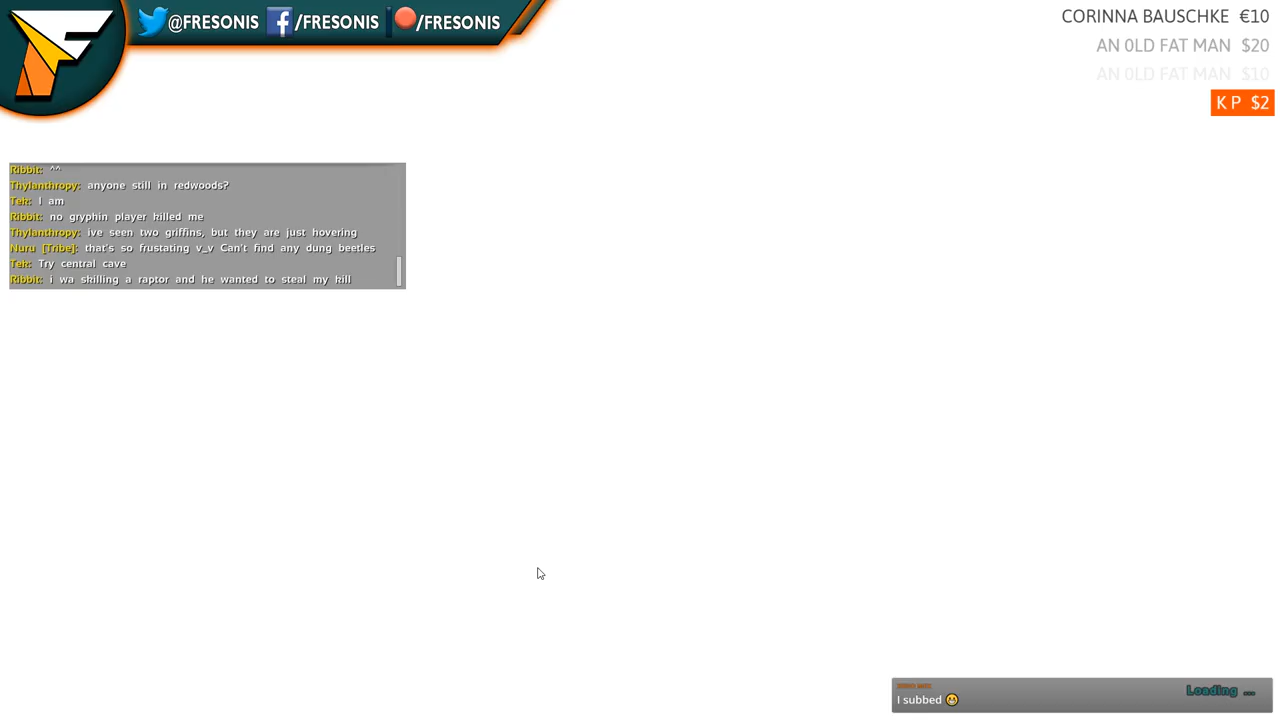 @FRESONIS /FRESONIS /FRESONIS
CORINNA BAUSCHKE €10
AN 0LD FAT MAN $20
AN 0LD FAT MAN $10
K P $2
Ribbit: ^^
Thylanthropy: anyone still in redwoods?
Tek: I am
Ribbit: no gryphin player killed me
Thylanthropy: ive seen two griffins, but they are just hovering
Nuru [Tribe]: that's so frustating v_v Can't find any dung beetles
Tek: Try central cave
Ribbit: i wa skilling a raptor and he wanted to steal my kill
Loading ...
I subbed